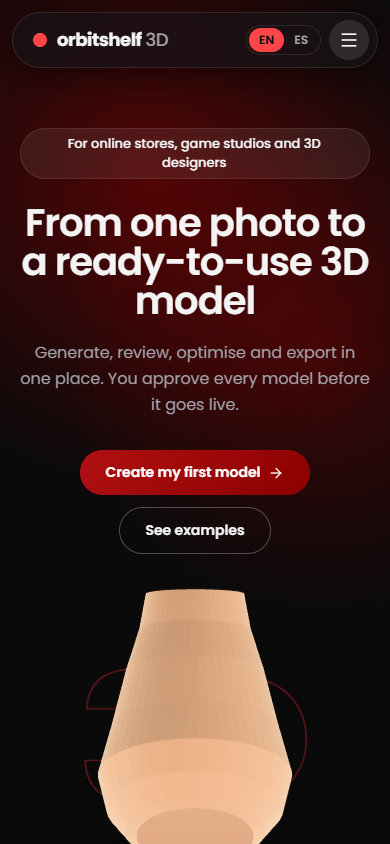 orbitshelf 3D
EN ES
For online stores, game studios and 3D
designers
From one photo to
a ready-to-use 3D
model
Generate, review, optimise and export in
one place. You approve every model before
it goes live.
Create my first model →
See examples